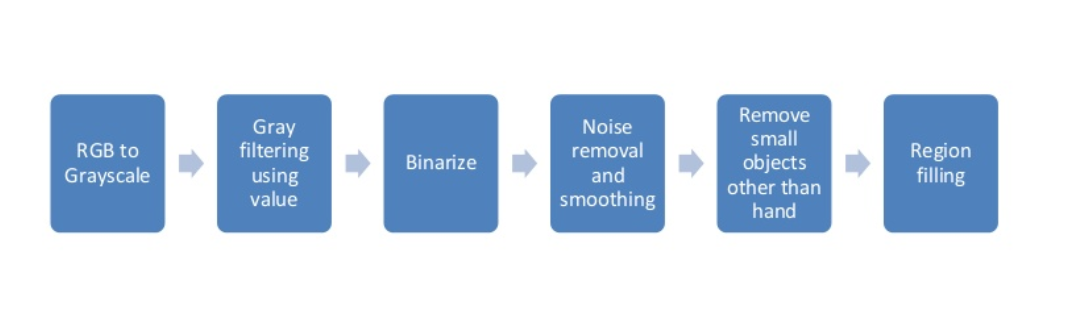 RGB to
Grayscale
Gray
filtering
using
value
Binarize
Noise
removal
and
smoothing
Remove
small
objects
other than
hand
Region
filling